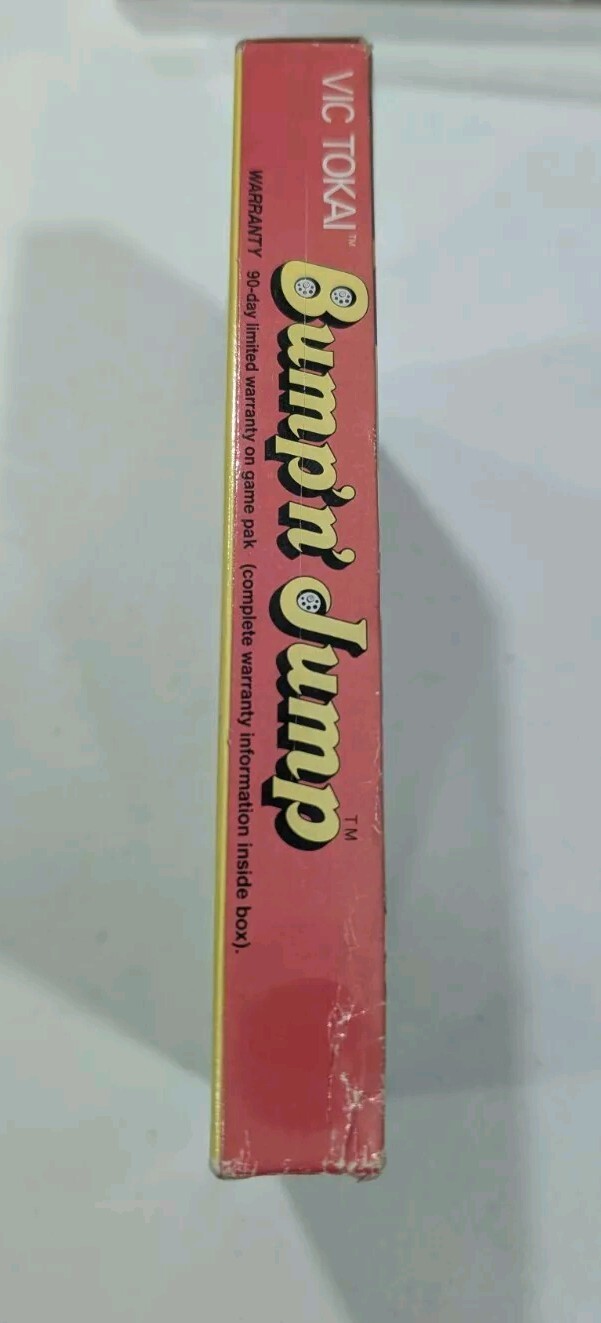 VIC TOKAI™
Bump'n' Jump™
WARRANTY 90-day limited warranty on game pak (complete warranty information inside box).